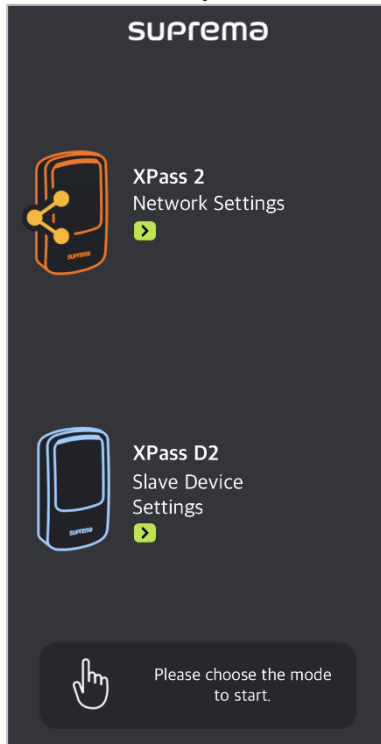 suprema
XPass 2
Network Settings
suprema
XPass D2
Slave Device
Settings
suprema
Please choose the mode
to start.